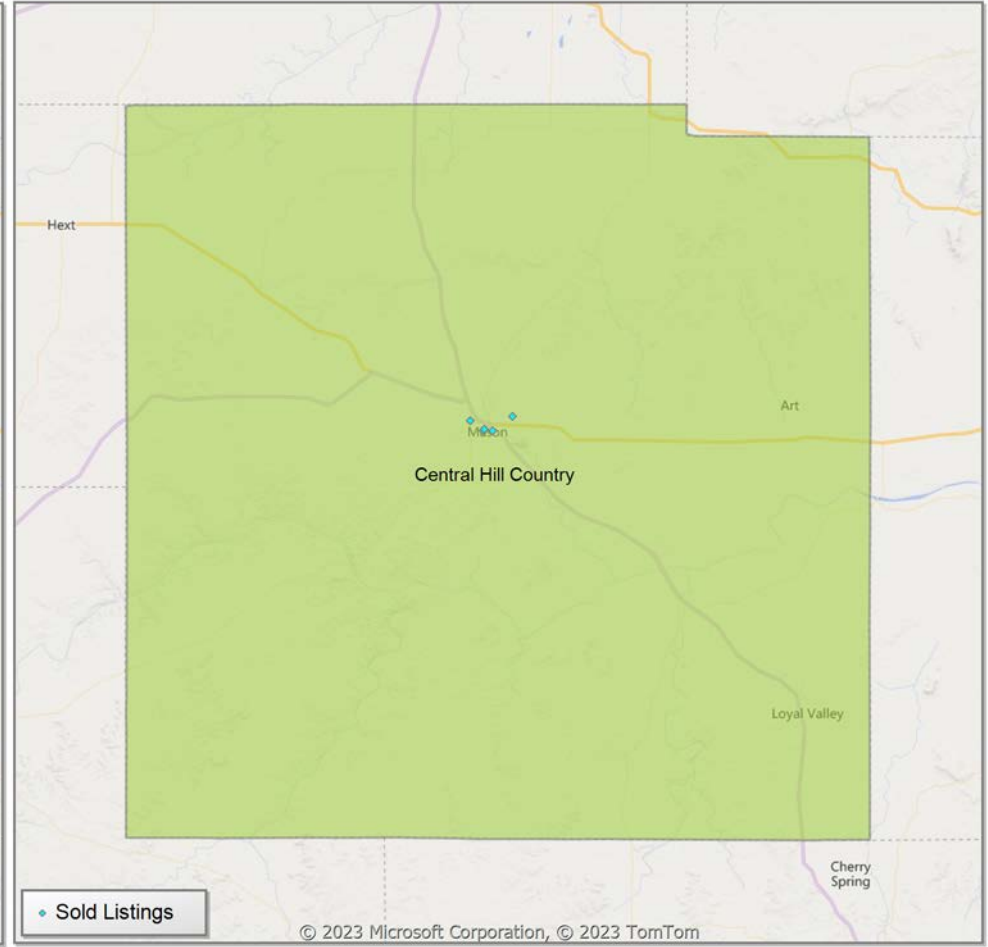 Hext
Art
Mason
Central Hill Country
Loyal Valley
Cherry
Spring
Sold Listings
© 2023 Microsoft Corporation, © 2023 TomTom